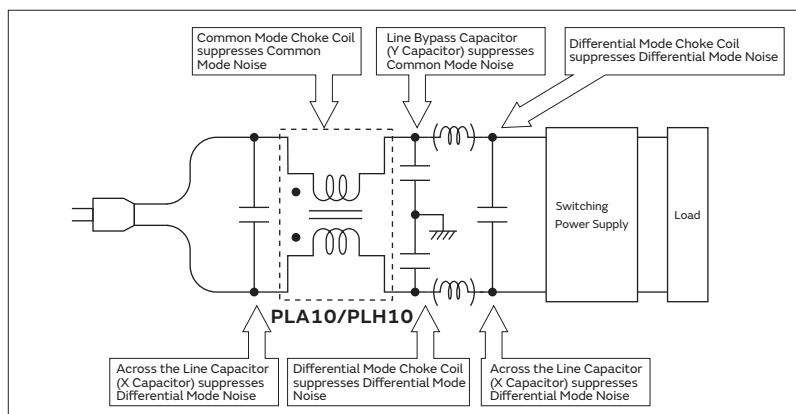 Common Mode Choke Coil
suppresses Common
Mode Noise
Line Bypass Capacitor
(Y Capacitor) suppresses
Common Mode Noise
Differential Mode Choke Coil
suppresses Differential Mode Noise
Switching
Power Supply
Load
PLA10/PLH10
Across the Line Capacitor
(X Capacitor) suppresses
Differential Mode Noise
Differential Mode Choke Coil
suppresses Differential Mode
Noise
Across the Line Capacitor
(X Capacitor) suppresses
Differential Mode Noise